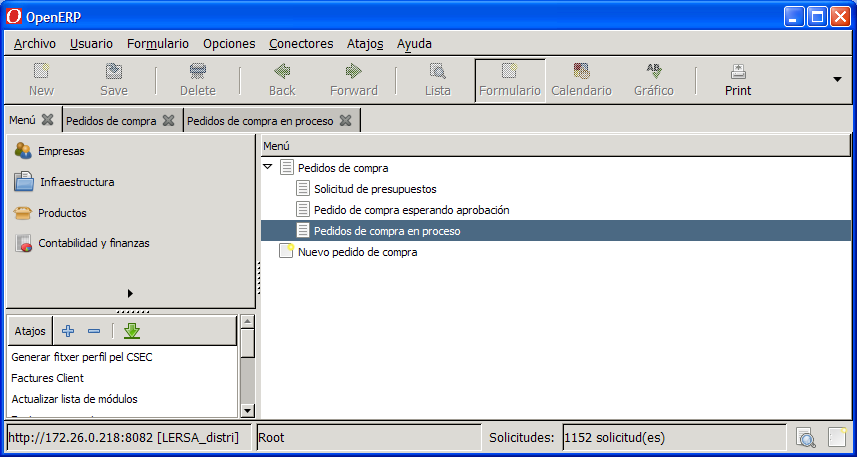 OpenERP
Archivo Usuario Formulario Opciones Conectores Atajos Ayuda
New Save Delete Back Forward Lista Formulario Calendario Gráfico Print
Menú Pedidos de compra Pedidos de compra en proceso
Empresas
Infraestructura
Productos
Contabilidad y finanzas
Menú
Pedidos de compra
Solicitud de presupuestos
Pedido de compra esperando aprobación
Pedidos de compra en proceso
Nuevo pedido de compra
Atajos
Generar fitxer perfil pel CSEC
Factures Client
Actualizar lista de módulos
http://172.26.0.218:8082 [LERSA_distri] Root Solicitudes: 1152 solicitud(es)